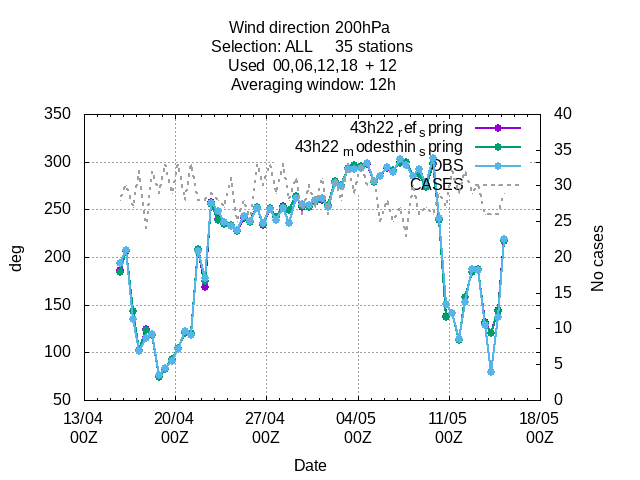 Wind direction 200hPa
Selection: ALL 35 stations
Used 00,06,12,18 + 12
Averaging window: 12h
43h22_ref_spring
43h22_modesthin_spring
OBS
CASES
350
300
250
200
150
100
50
deg
40
35
30
25
20
15
10
5
0
No cases
13/04 20/04 27/04 04/05 11/05 18/05
00Z 00Z 00Z 00Z 00Z 00Z
Date